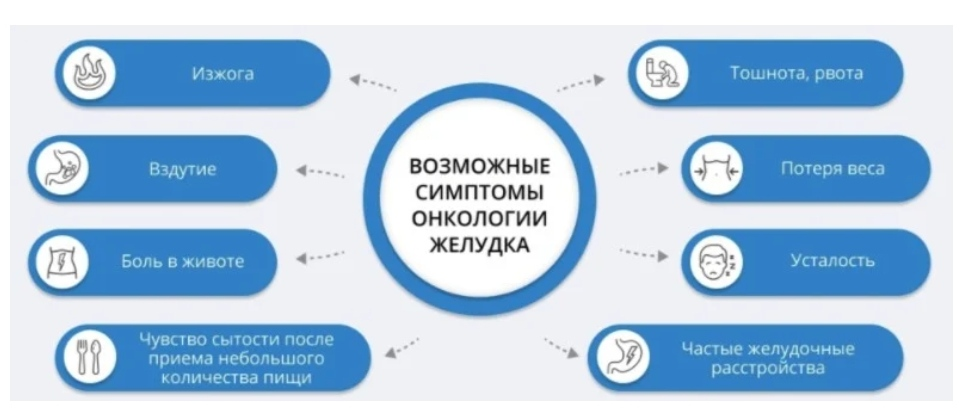 Изжога
Вздутие
Боль в животе
Чувство сытости после
приема небольшого
количества пищи
ВОЗМОЖНЫЕ
СИМПТОМЫ
ОНКОЛОГИИ
ЖЕЛУДКА
Тошнота, рвота
Потеря веса
Усталость
Частые желудочные
расстройства